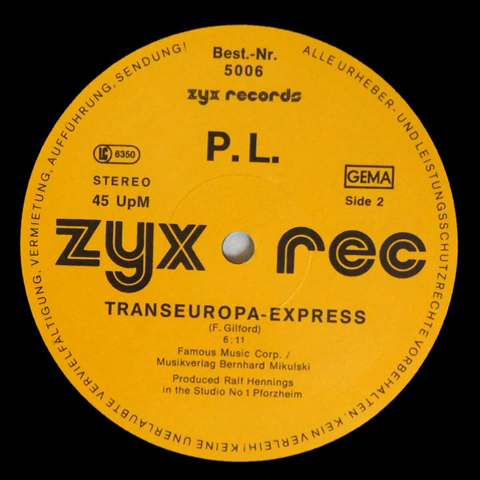 Best.-Nr.
5006
zyx records
P.L.
LC 6350
GEMA
STEREO
45 UpM
Side 2
zyx rec
TRANSEUROPA-EXPRESS
(F. Gilford)
6:11
Famous Music Corp. /
Musikverlag Bernhard Mikulski
Produced Ralf Hennings
in the Studio No 1 Pforzheim
ALLE URHEBER- UND LEISTUNGSSCHUTZRECHTE VORBEHALTEN. KEIN VERLEIH! KEINE UNERLAUBTE VERVIELFÄLTIGUNG, VERMIETUNG, AUFFÜHRUNG, SENDUNG!